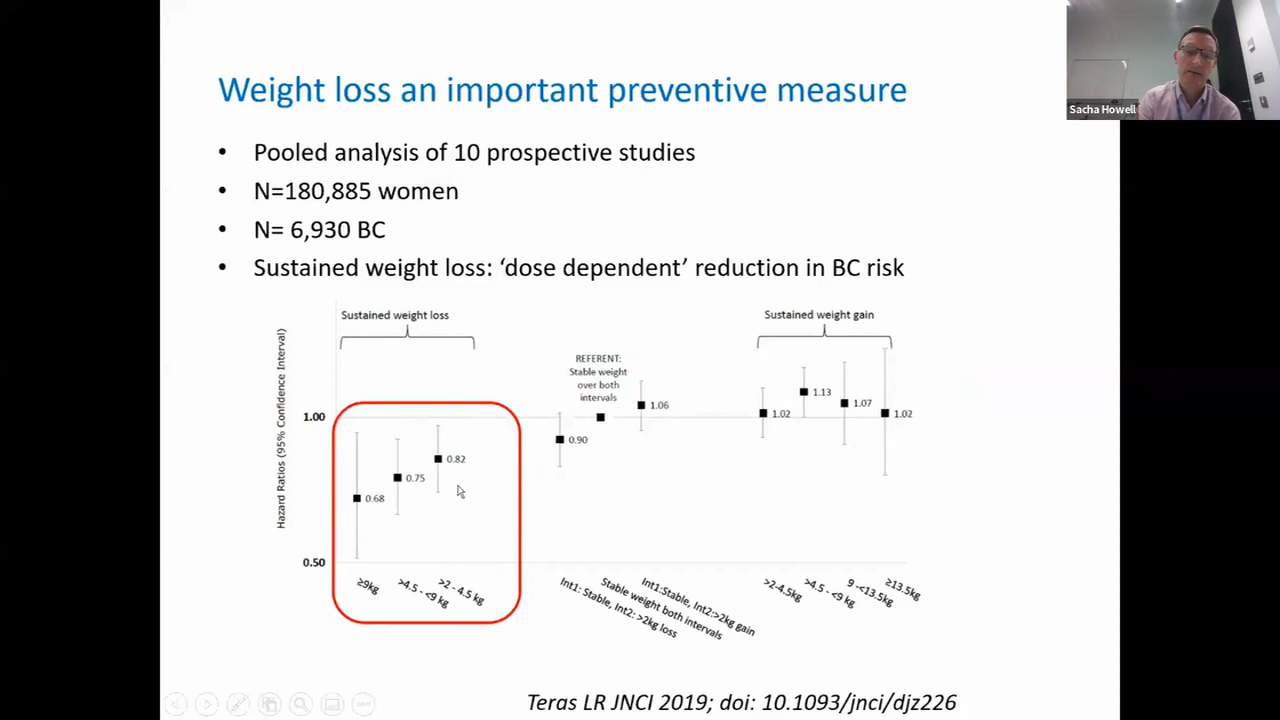 Weight loss an important preventive measure
Sacha Howell
• Pooled analysis of 10 prospective studies
• N=180,885 women
• N= 6,930 BC
• Sustained weight loss: ‘dose dependent’ reduction in BC risk
Sustained weight loss
Sustained weight gain
REFERENT:
Stable weight
over both
intervals
Hazard Ratios (95% Confidence Interval)
1.00
0.50
0.68
0.75
0.82
0.90
1.06
1.02
1.13
1.07
1.02
≥9kg
>4.5 - <9 kg
>2 - 4.5 kg
Int1: Stable, Int2: >2kg loss
Stable weight both intervals
Int1:Stable, Int2:>2kg gain
>2-4.5kg
>4.5 - <9 kg
9 -<13.5kg
≥13.5kg
Teras LR JNCI 2019; doi: 10.1093/jnci/djz226